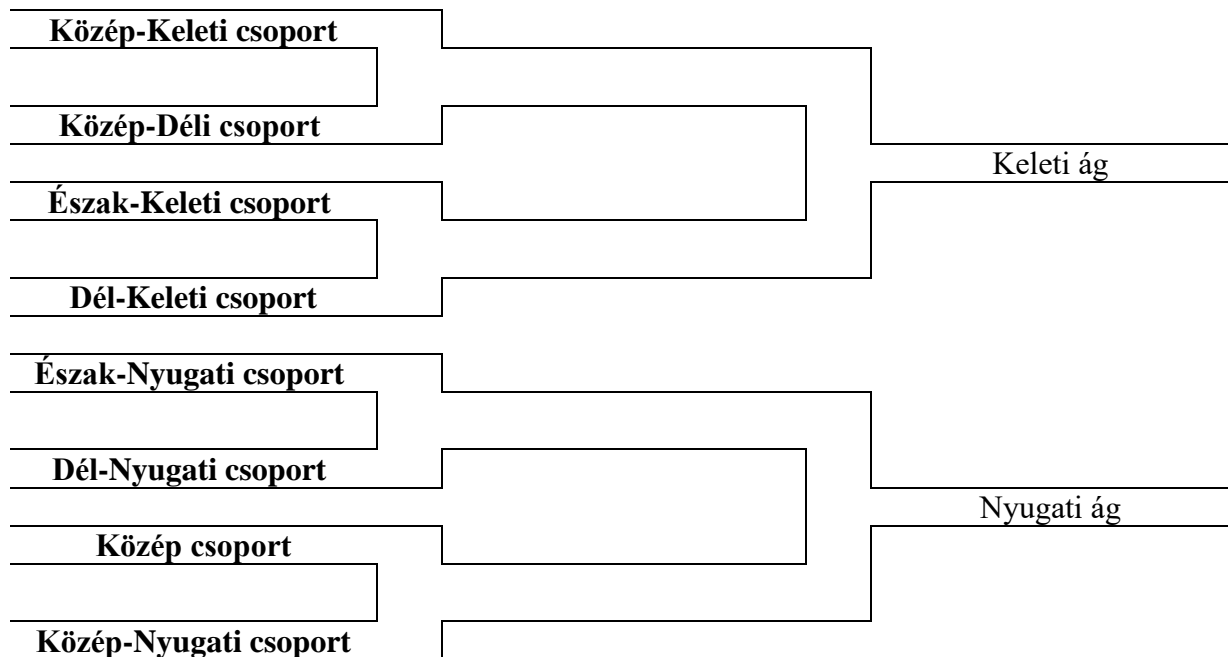 Közép-Keleti csoport
Közép-Déli csoport
Keleti ág
Észak-Keleti csoport
Dél-Keleti csoport
Észak-Nyugati csoport
Dél-Nyugati csoport
Nyugati ág
Közép csoport
Közép-Nyugati csoport